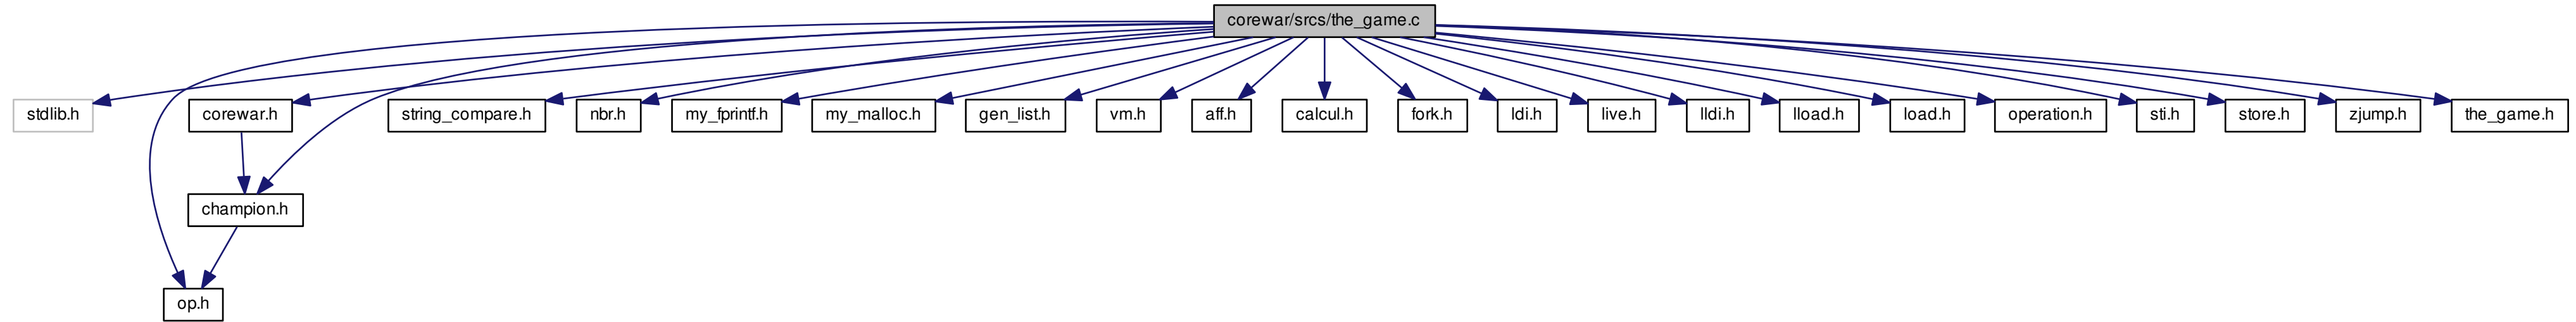 corewar/srcs/the_game.c
stdlib.h
corewar.h
string_compare.h
nbr.h
my_fprintf.h
my_malloc.h
gen_list.h
vm.h
aff.h
calcul.h
fork.h
ldi.h
live.h
lldi.h
lload.h
load.h
operation.h
sti.h
store.h
zjump.h
the_game.h
champion.h
op.h